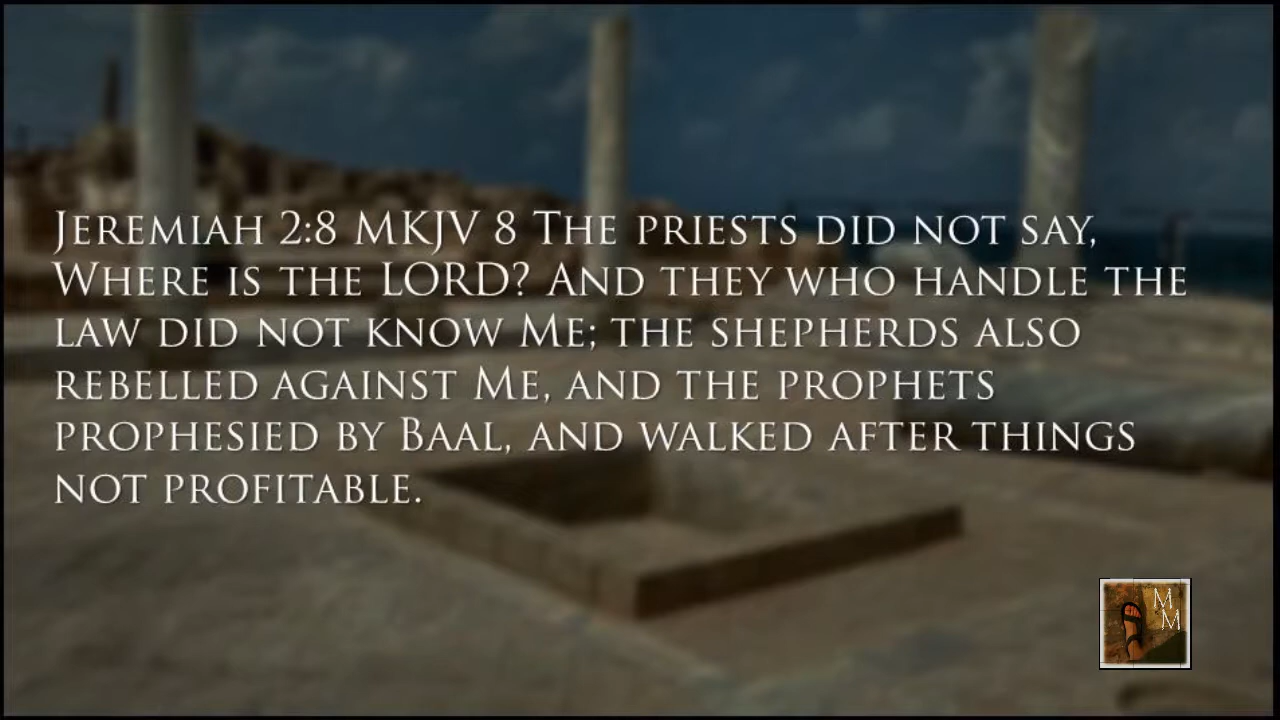 Jeremiah 2:8 MKJV 8 The priests did not say,
Where is the LORD? And they who handle the
law did not know Me; the shepherds also
rebelled against Me, and the prophets
prophesied by Baal, and walked after things
not profitable.
M
M